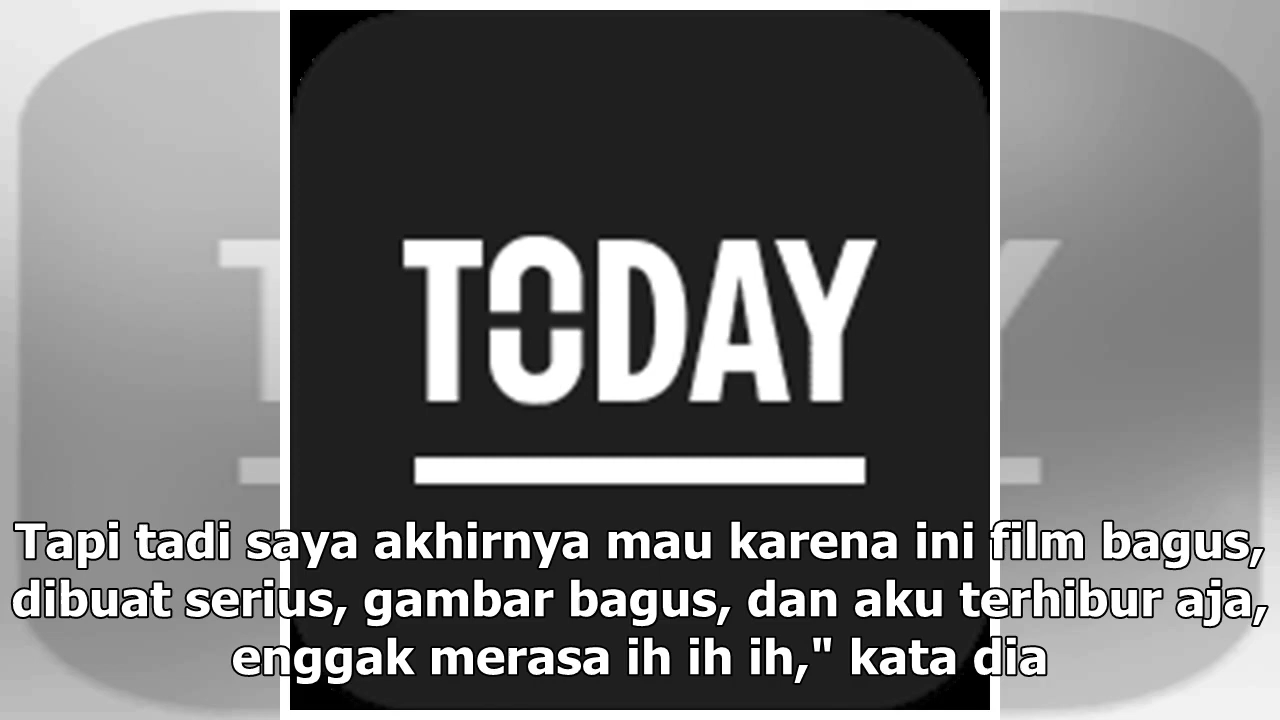 TODAY
Tapi tadi saya akhirnya mau karena ini film bagus,
dibuat serius, gambar bagus, dan aku terhibur aja,
enggak merasa ih ih ih," kata dia